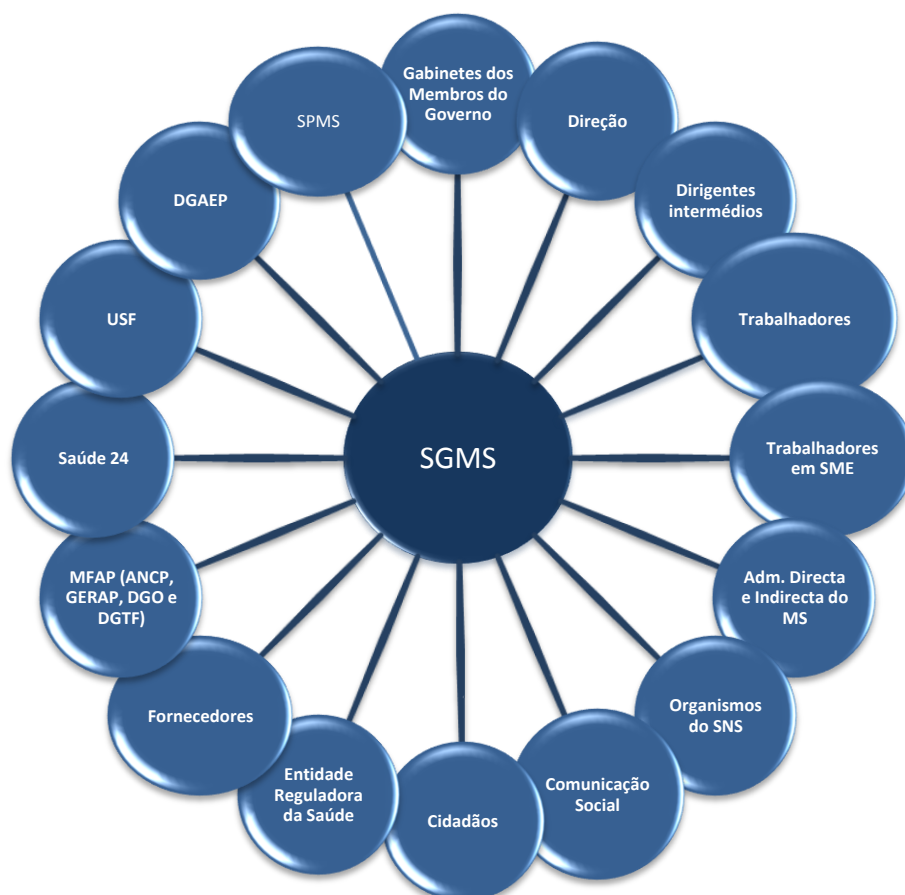 Gabinetes dos
Membros do
Governo
Direção
Dirigentes
intermédios
Trabalhadores
Trabalhadores
em SME
Adm. Directa
e Indirecta do
MS
Organismos
do SNS
Comunicação
Social
Cidadãos
Entidade
Reguladora
da Saúde
Fornecedores
MFAP (ANCP,
GERAP, DGO e
DGTF)
Saúde 24
USF
DGAEP
SPMS
SGMS